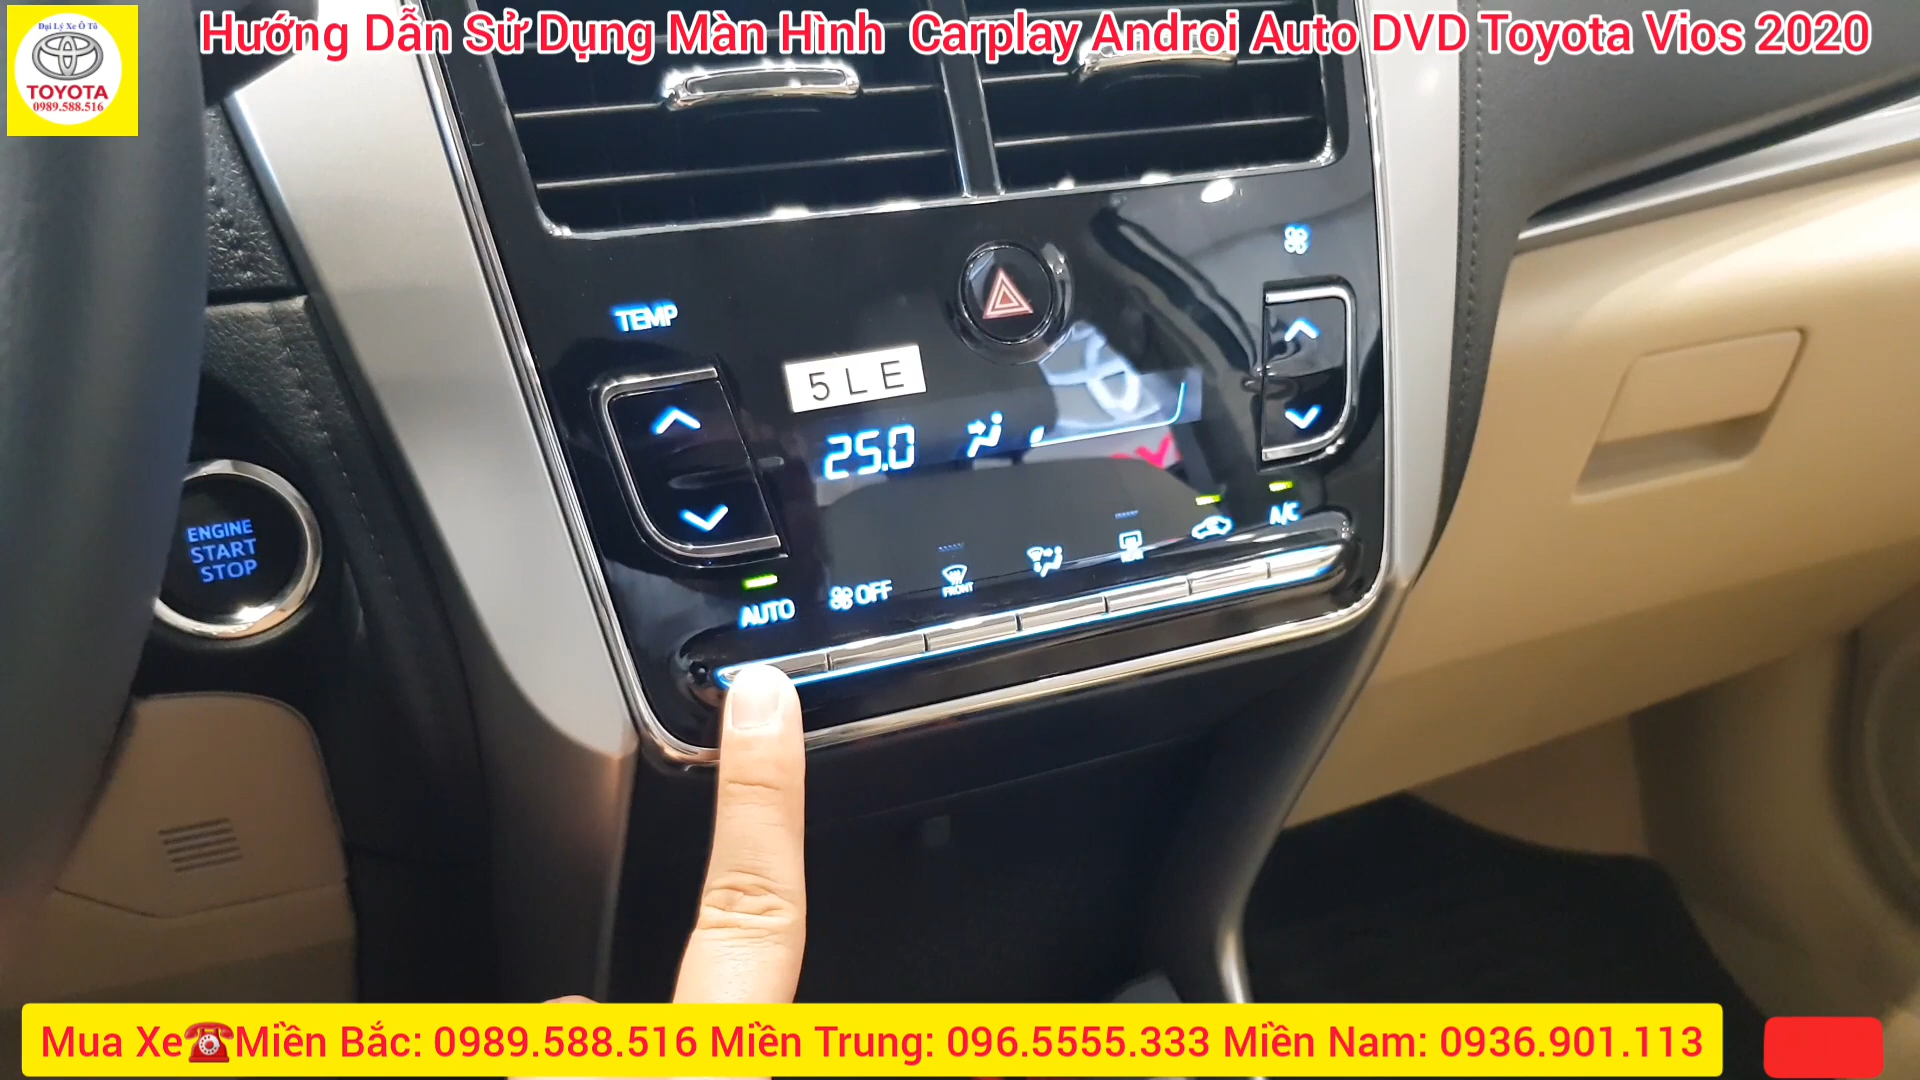 Đại Lý Xe Ô Tô
TOYOTA
0989.588.516
Hướng Dẫn Sử Dụng Màn Hình Carplay Androi Auto DVD Toyota Vios 2020
TEMP
5 L E
25.0
ENGINE
START
STOP
AUTO
OFF
FRONT
REAR
A/C
Mua Xe☎️Miền Bắc: 0989.588.516 Miền Trung: 096.5555.333 Miền Nam: 0936.901.113